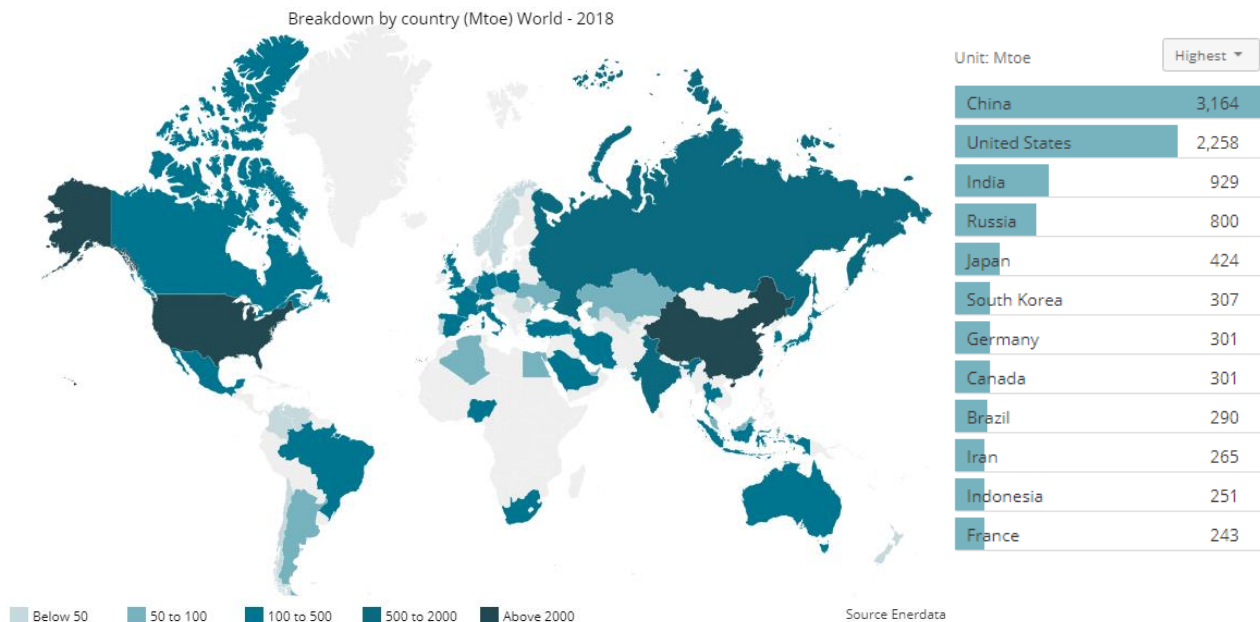 Breakdown by country (Mtoe) World - 2018
Unit: Mtoe
Highest
China 3,164
United States 2,258
India 929
Russia 800
Japan 424
South Korea 307
Germany 301
Canada 301
Brazil 290
Iran 265
Indonesia 251
France 243
Below 50 50 to 100 100 to 500 500 to 2000 Above 2000
Source Enerdata